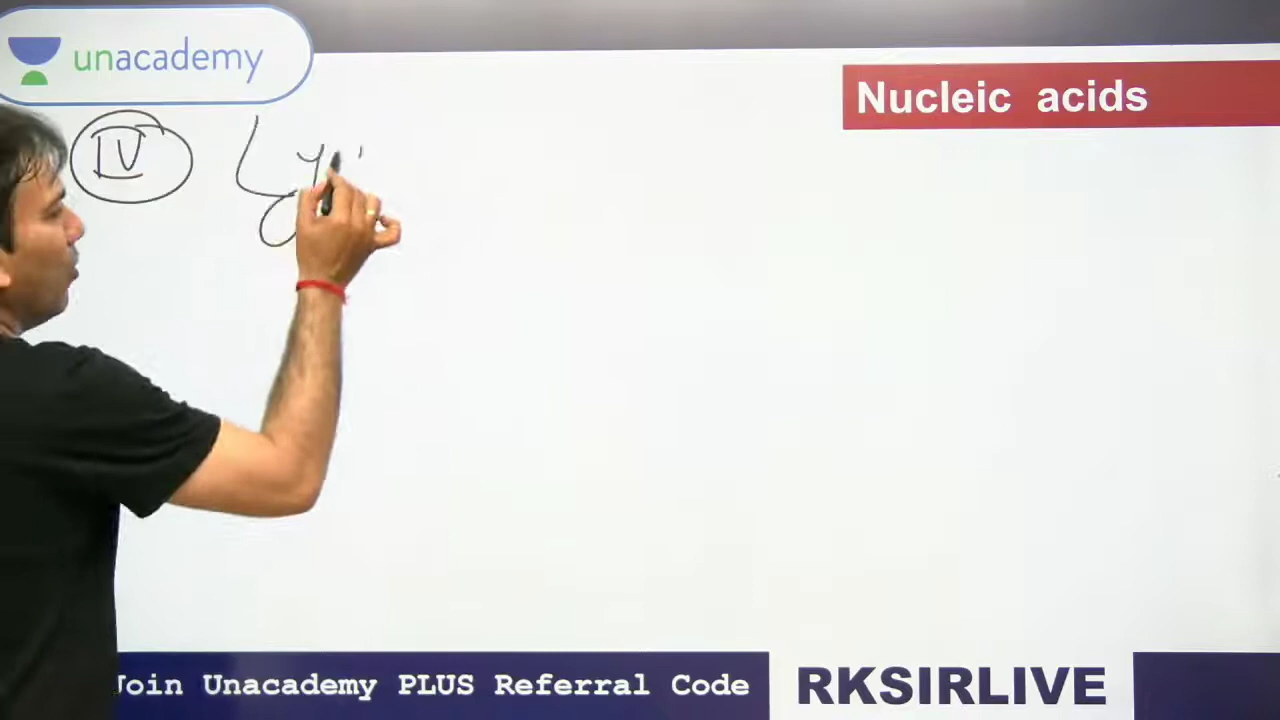 unacademy
Nucleic acids
IV
Join Unacademy PLUS Referral Code
RKSIRLIVE